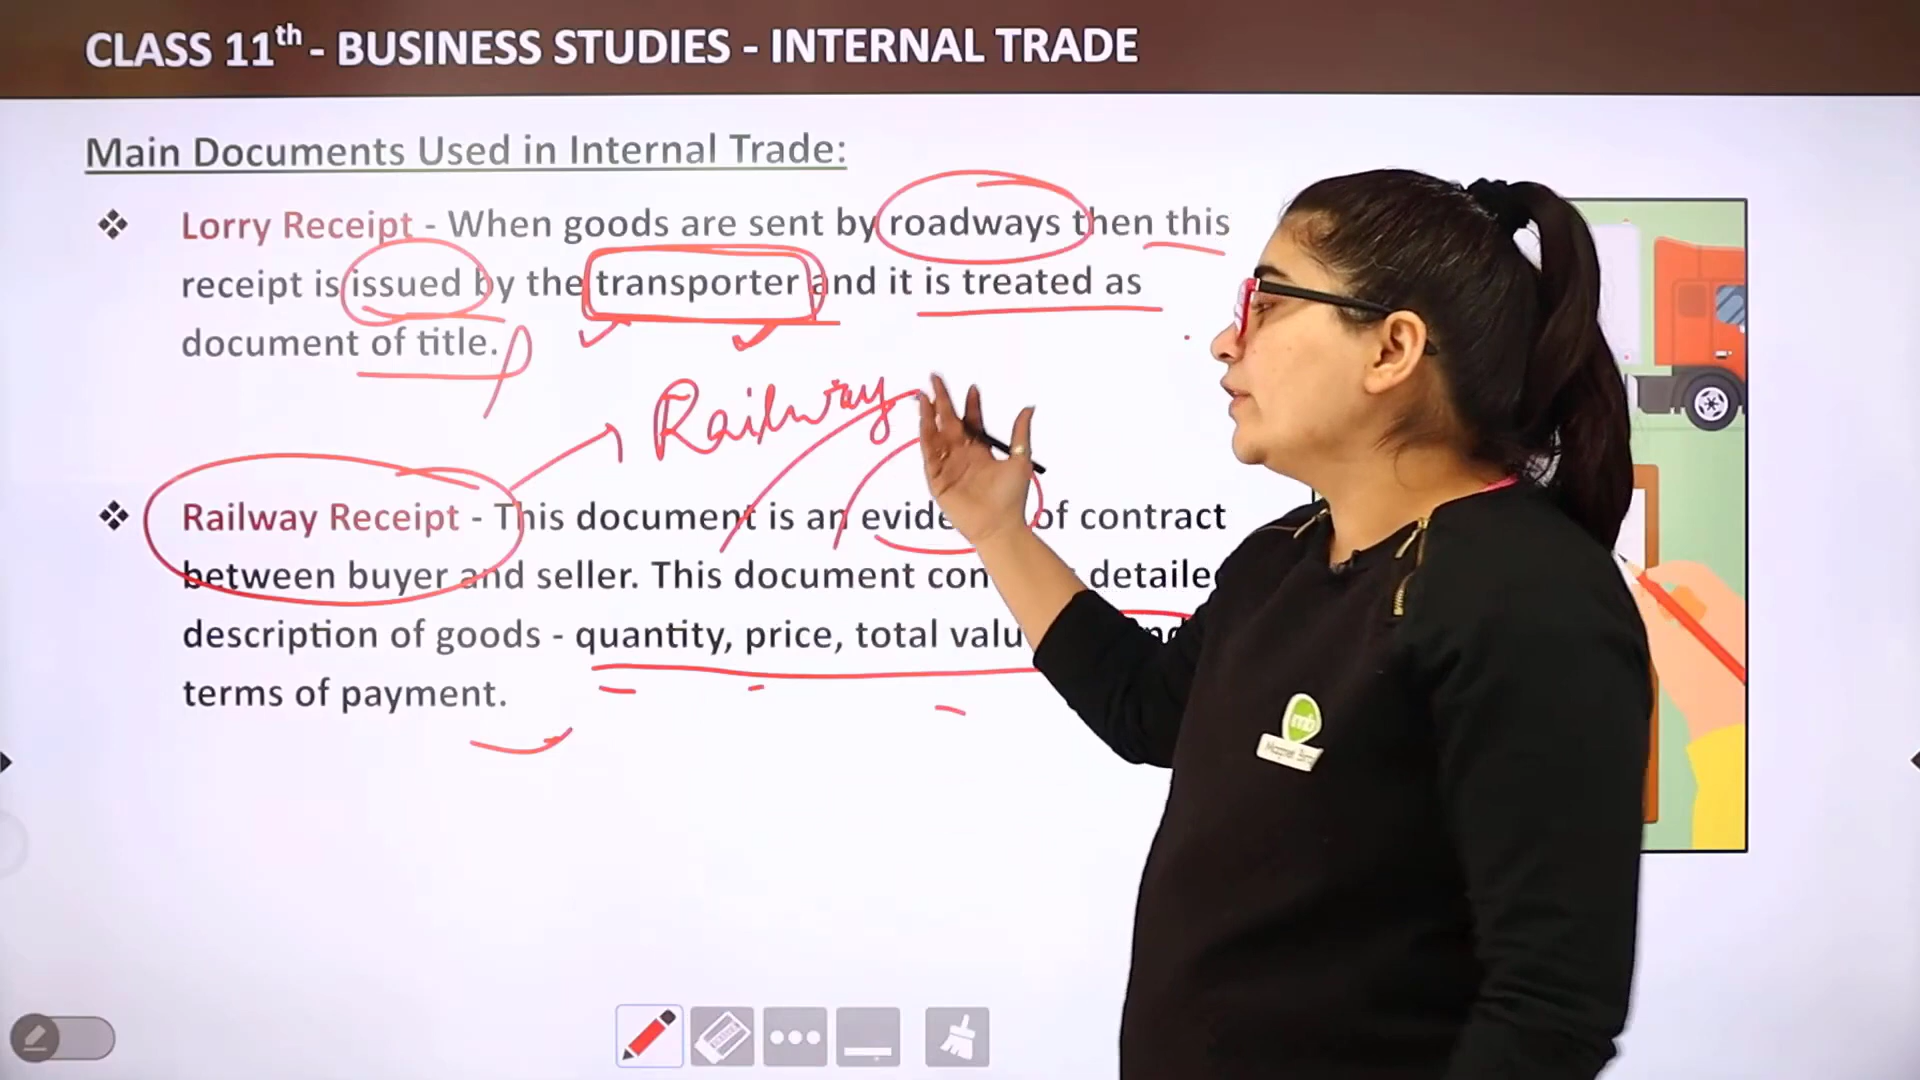 CLASS 11th - BUSINESS STUDIES - INTERNAL TRADE
Main Documents Used in Internal Trade:
❖ Lorry Receipt - When goods are sent by roadways then this
receipt is issued by the transporter and it is treated as
document of title.
Railway
❖ Railway Receipt - This document is an of contract
between buyer and seller. This document detailed
description of goods - quantity, price, total
terms of payment.